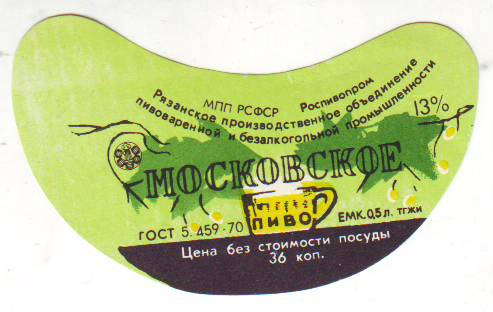 МПП РСФСР Роспивопром
Рязанское производственное объединение
пивоваренной и безалкогольной промышленности
13%
МОСКОВСКОЕ
ПИВО
ГОСТ 5.459-70
ЕМК. 0,5 л. тгжи
Цена без стоимости посуды
36 коп.